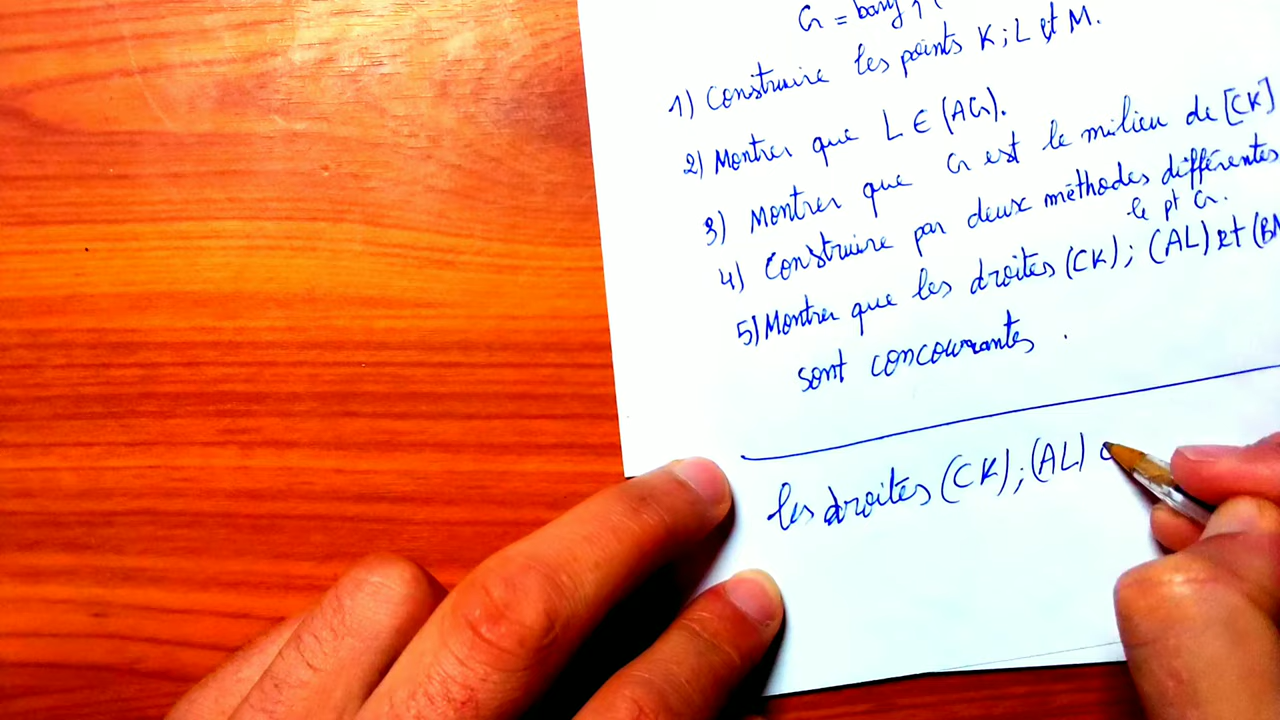 G = bary
1) Construire les points K ; L et M.
2) Montrer que L ∈ (AG).
3) Montrer que G est le milieu de [CK]
4) Construire par deux méthodes différentes
le pt G.
5) Montrer que les droites (CK) ; (AL) et (BM
sont concourantes .
les droites (CK) ; (AL)